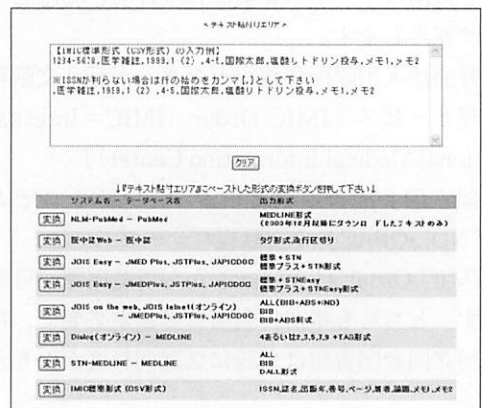 <テキスト貼付エリア>
【IMIC標準形式（CSV形式）の入力例】
1234-5678,医学雑誌,1999,1（2）,4-5,国際太郎,塩酸リトドリン投与,メモ1,メモ2
※ISSNが判らない場合は行の始めをカンマ[,]として下さい
,医学雑誌,1999,1（2）,4-5,国際太郎,塩酸リトドリン投与,メモ1,メモ2
クリア
↓『テキスト貼付エリア』にペーストした形式の変換ボタンを押して下さい↓
システム名 － データベース名 出力形式
変換 NLM-PubMed － PubMed MEDLINE形式
(2003年12月以降にダウンロードしたテキストのみ)
変換 医中誌Web － 医中誌 タグ形式,改行区切り
変換 JOIS Easy － JMED Plus, JSTPlus, JAPICDOC 標準＋STN
標準プラス＋STN形式
変換 JOIS Easy － JMEDPlus, JSTPlus, JAPICDOC 標準＋STNEasy
標準プラス＋STNEasy形式
変換 JOIS on the web, JOIS telnet(オンライン)
－ JMEDPlus, JSTPlus, JAPICDOC ALL(BIB+ABS+IND)
BIB
BIB+ABS形式
変換 Dialog(オンライン) － MEDLINE 4あるいは2,3,5,7,9 +TAG形式
変換 STN-MEDLINE － MEDLINE ALL
BIB
DALL形式
変換 IMIC標準形式 (CSV形式) ISSN,誌名,出版年,巻号,ページ,著者,論題,メモ1,メモ2